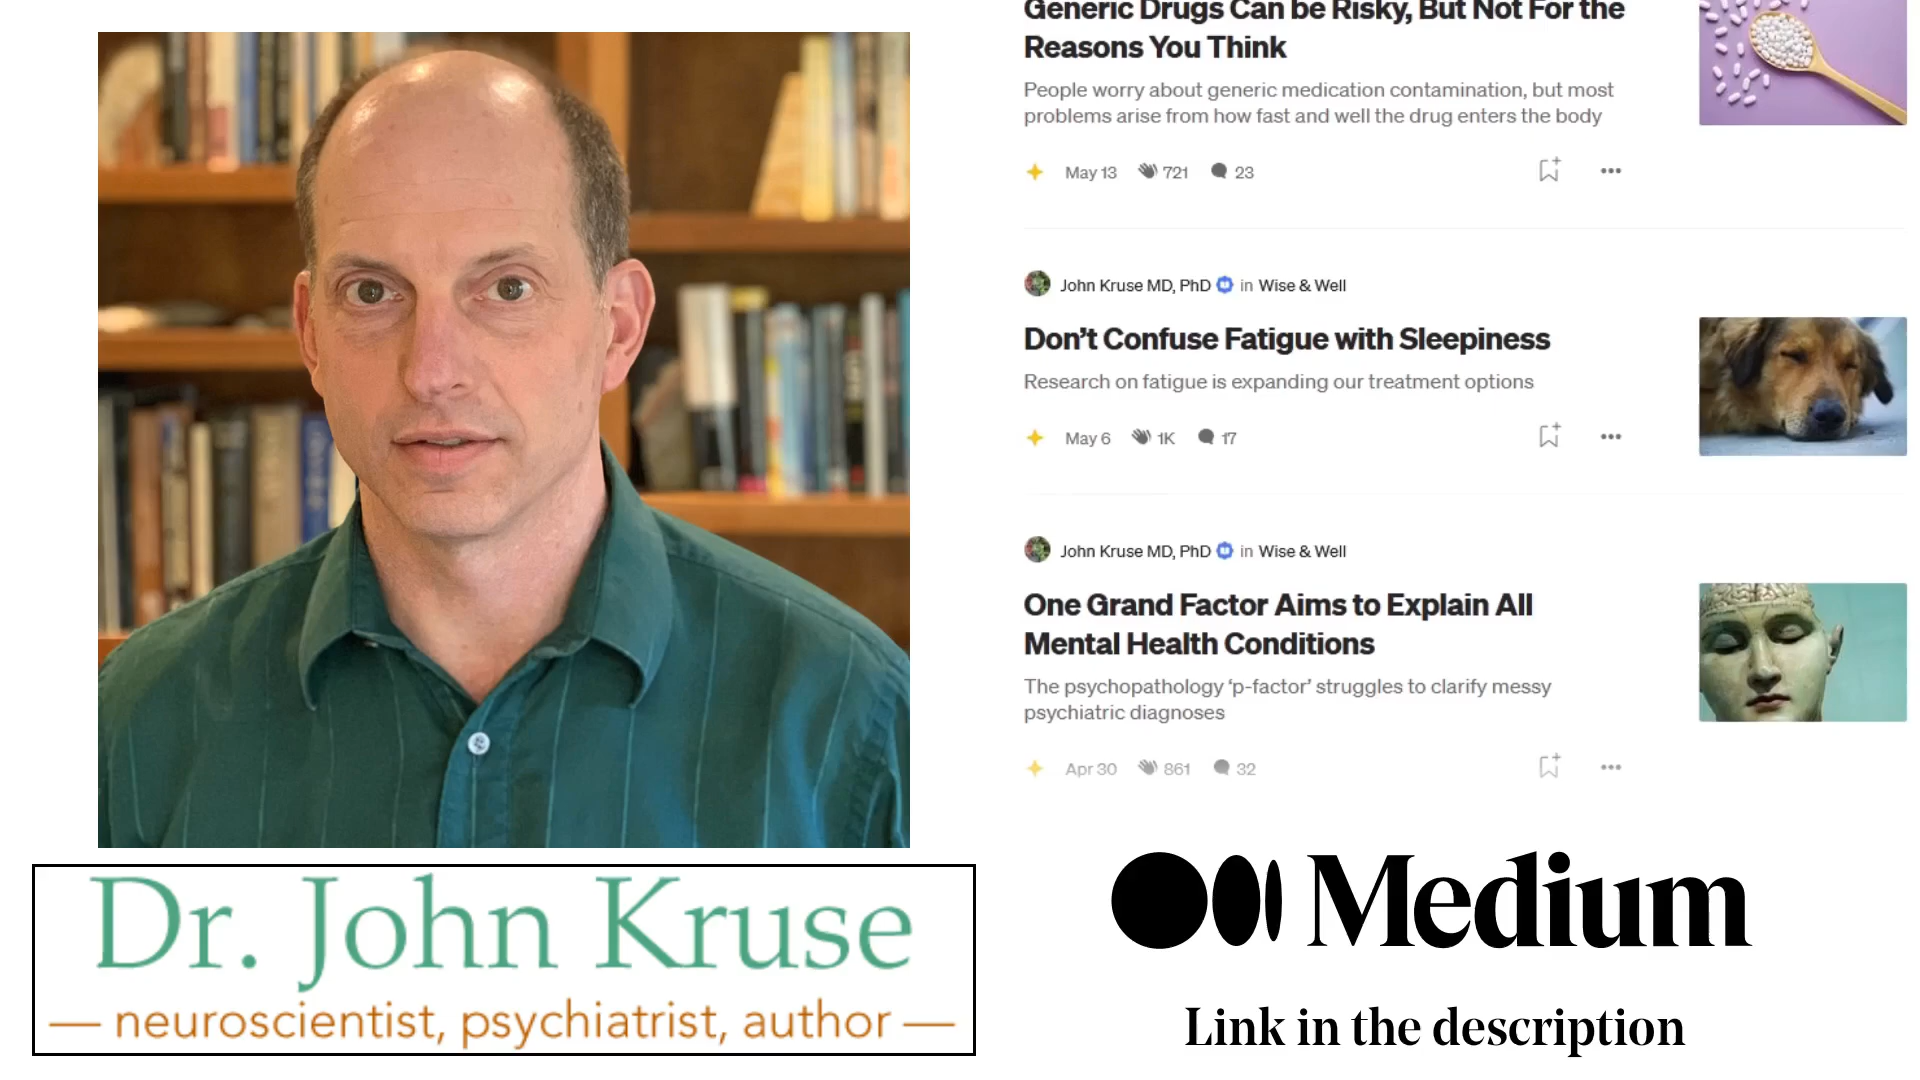 Generic Drugs Can be Risky, But Not For the
Reasons You Think
People worry about generic medication contamination, but most
problems arise from how fast and well the drug enters the body
May 13 721 23
John Kruse MD, PhD in Wise & Well
Don’t Confuse Fatigue with Sleepiness
Research on fatigue is expanding our treatment options
May 6 1K 17
John Kruse MD, PhD in Wise & Well
One Grand Factor Aims to Explain All
Mental Health Conditions
The psychopathology ‘p-factor’ struggles to clarify messy
psychiatric diagnoses
Apr 30 861 32
Dr. John Kruse
— neuroscientist, psychiatrist, author —
Medium
Link in the description